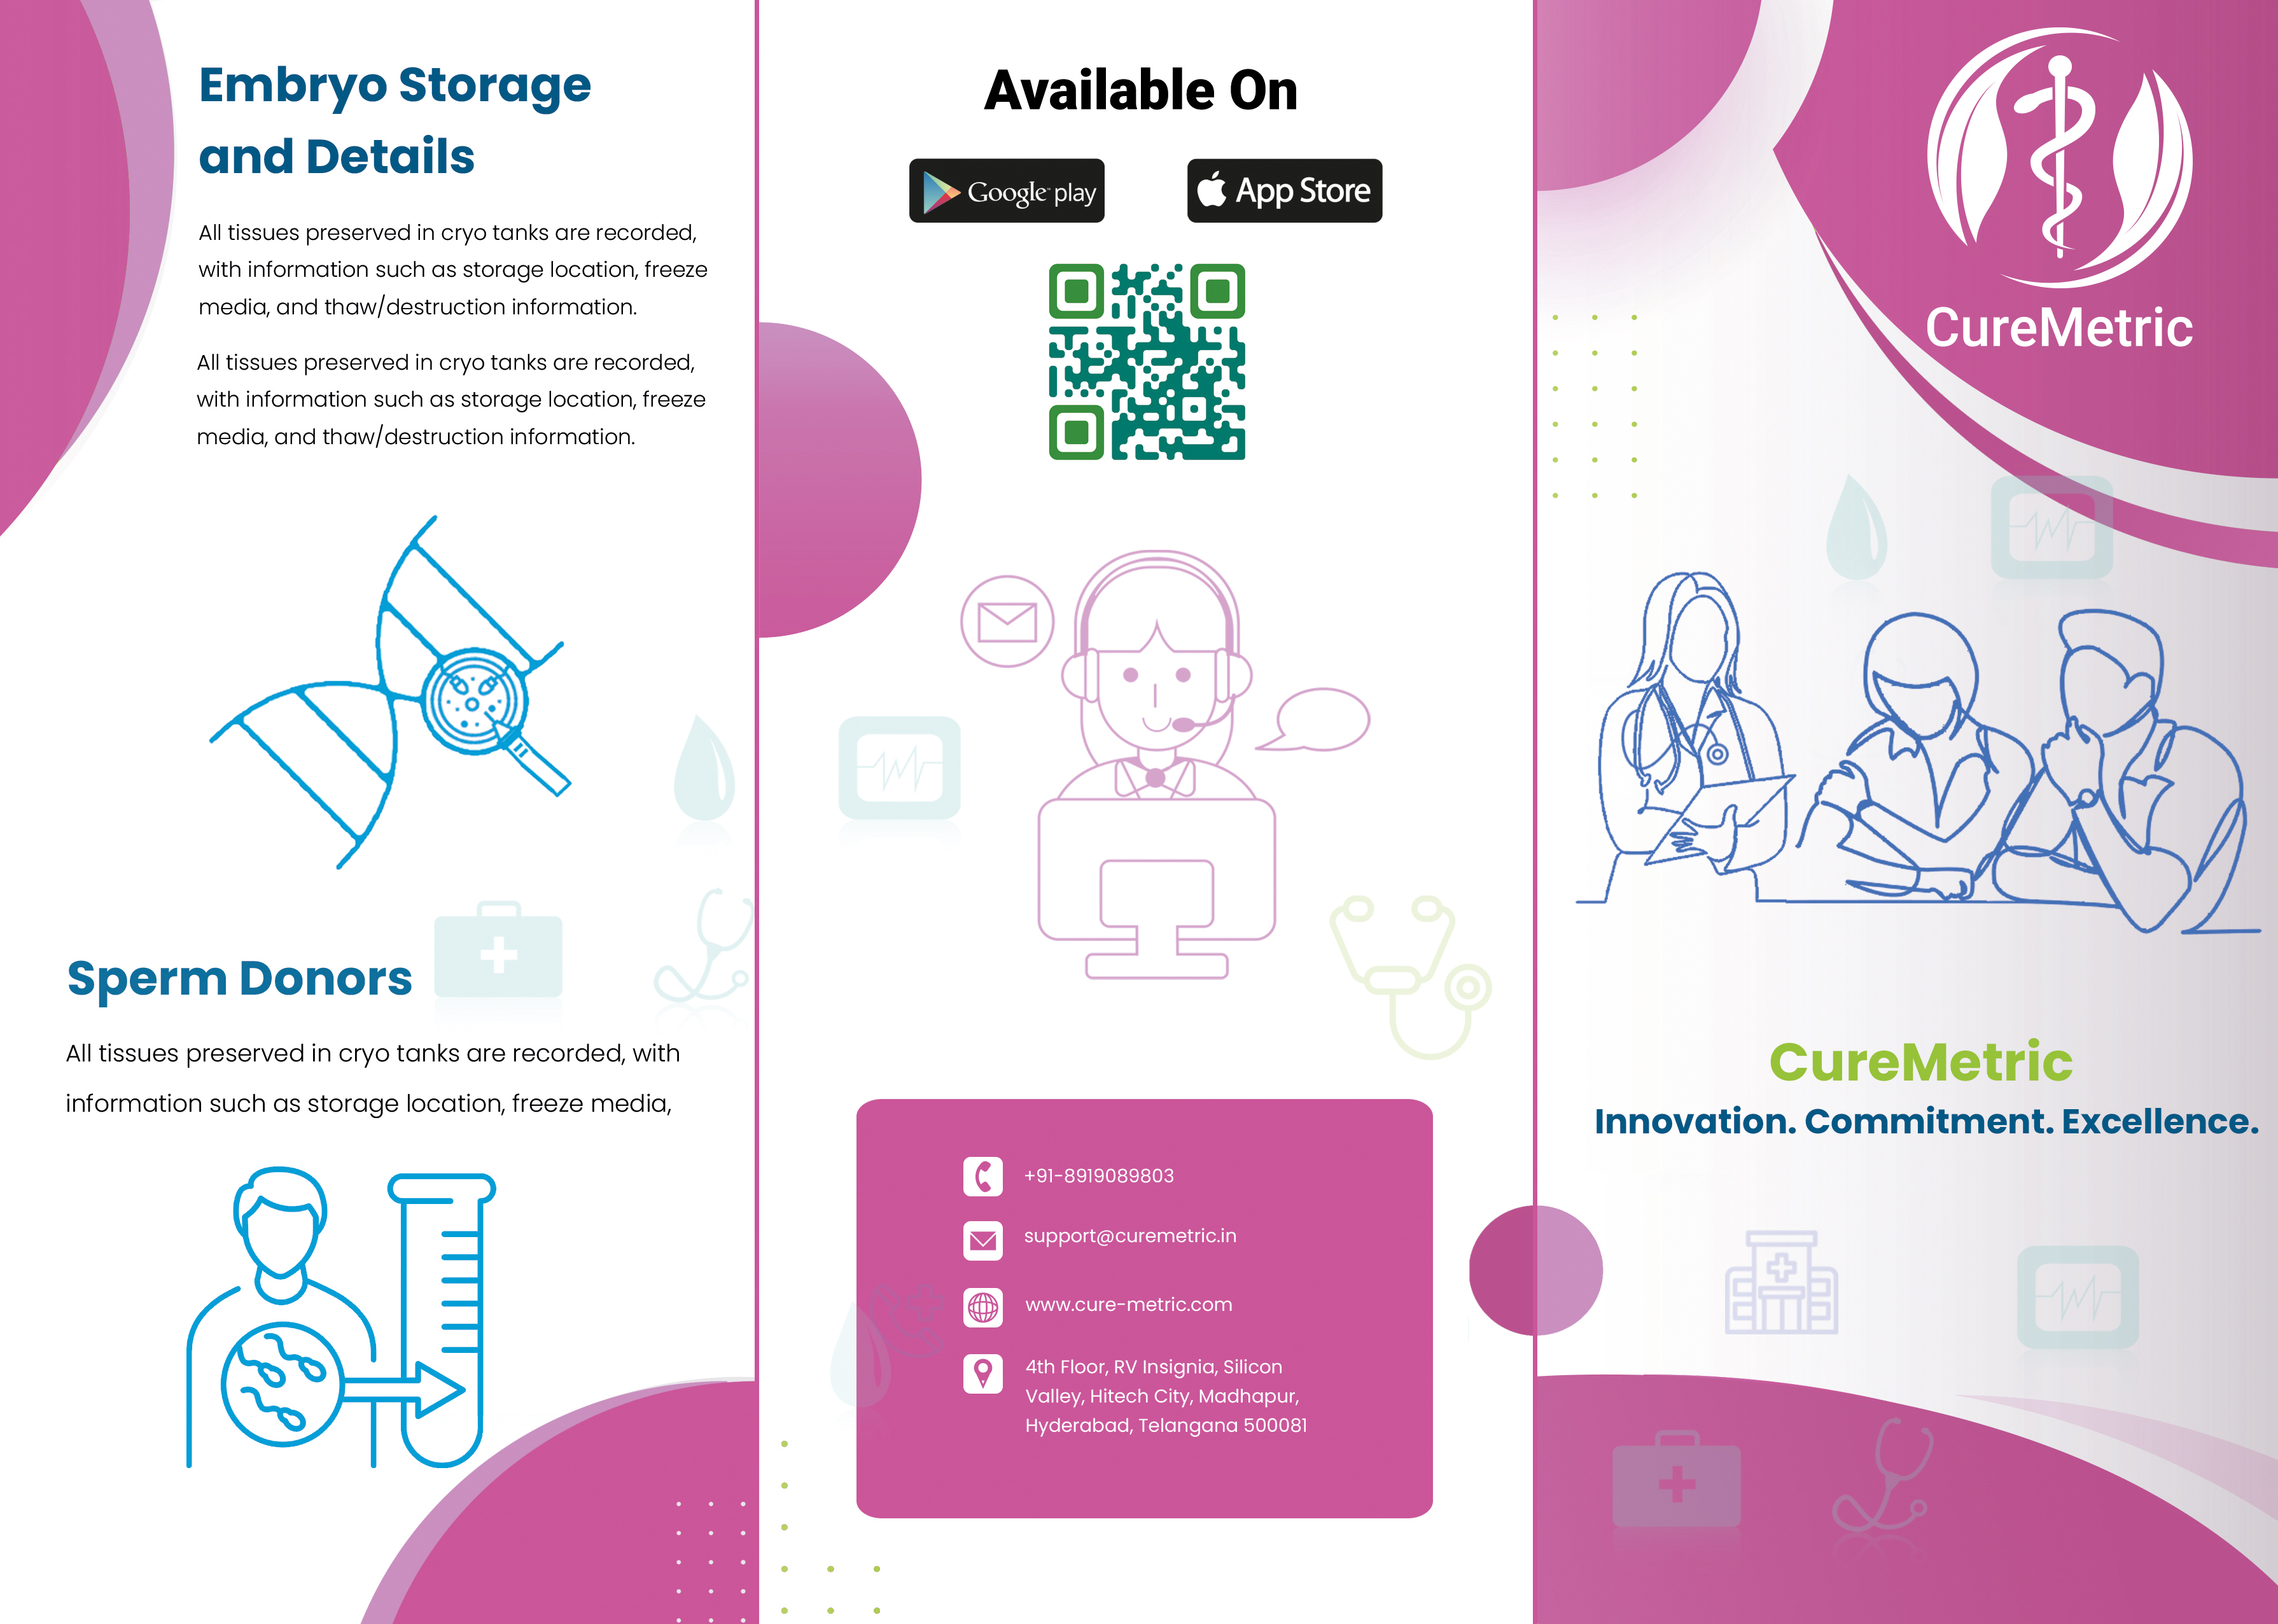 Embryo Storage
and Details
All tissues preserved in cryo tanks are recorded,
with information such as storage location, freeze
media, and thaw/destruction information.
All tissues preserved in cryo tanks are recorded,
with information such as storage location, freeze
media, and thaw/destruction information.
Sperm Donors
All tissues preserved in cryo tanks are recorded, with
information such as storage location, freeze media,
Available On
Google play
App Store
+91-8919089803
support@curemetric.in
www.cure-metric.com
4th Floor, RV Insignia, Silicon
Valley, Hitech City, Madhapur,
Hyderabad, Telangana 500081
CureMetric
CureMetric
Innovation. Commitment. Excellence.